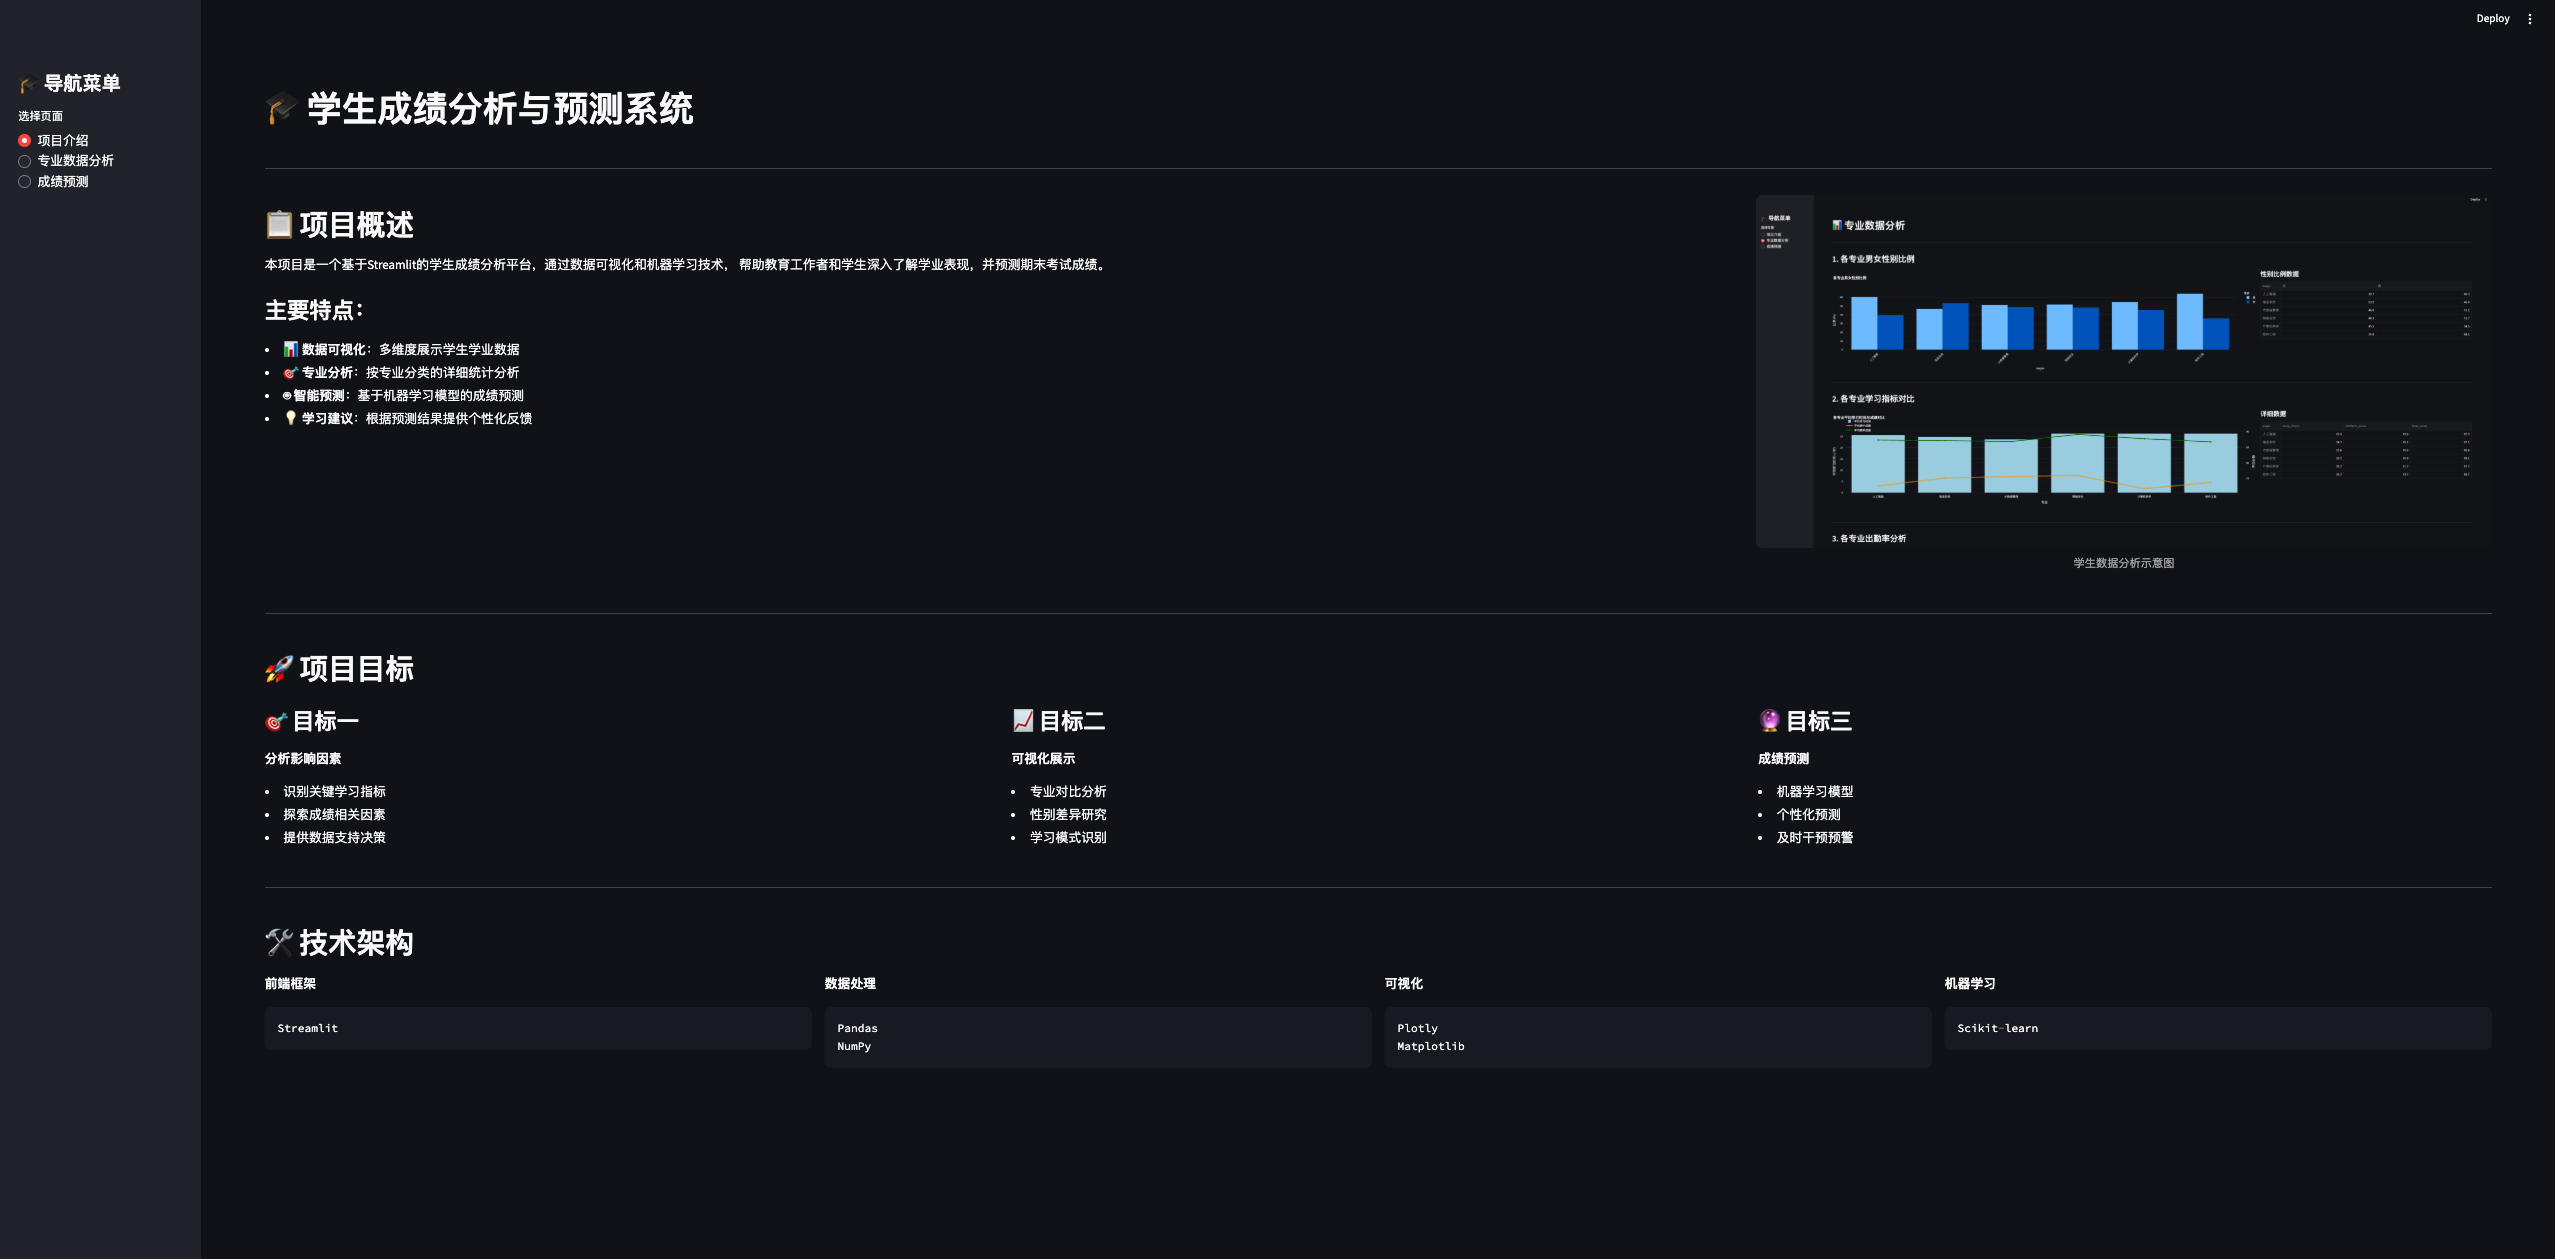 Deploy
导航菜单
选择页面
项目介绍
专业数据分析
成绩预测
学生成绩分析与预测系统
项目概述
本项目是一个基于Streamlit的学生成绩分析平台，通过数据可视化和机器学习技术， 帮助教育工作者和学生深入了解学业表现，并预测期末考试成绩。
主要特点：
数据可视化：多维度展示学生学业数据
专业分析：按专业分类的详细统计分析
智能预测：基于机器学习模型的成绩预测
学习建议：根据预测结果提供个性化反馈
导航菜单
专业数据分析
1. 各专业男女性别比例
各专业男女性别比例
性别比例数据
2. 各专业学习指标对比
详细数据
3. 各专业出勤率分析
学生数据分析示意图
项目目标
目标一
分析影响因素
识别关键学习指标
探索成绩相关因素
提供数据支持决策
目标二
可视化展示
专业对比分析
性别差异研究
学习模式识别
目标三
成绩预测
机器学习模型
个性化预测
及时干预预警
技术架构
前端框架
Streamlit
数据处理
Pandas
NumPy
可视化
Plotly
Matplotlib
机器学习
Scikit-learn